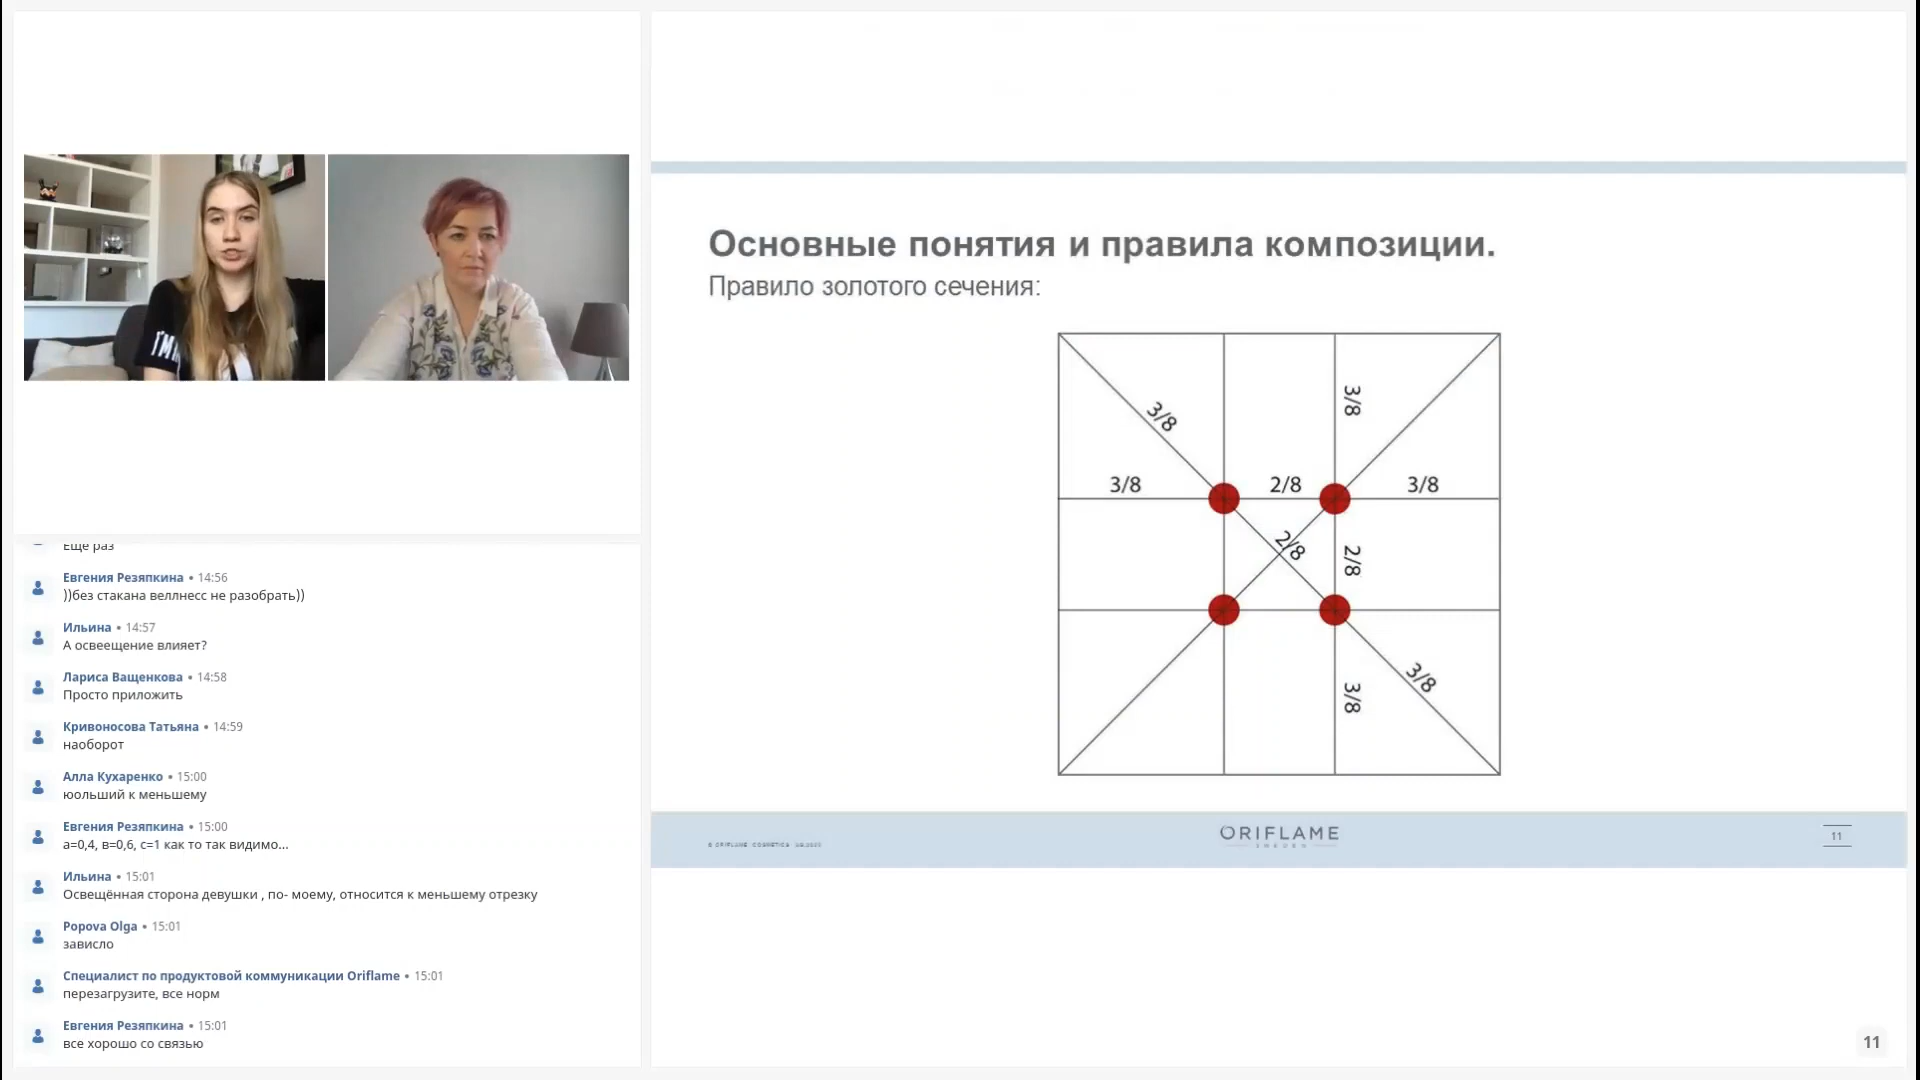 I'M
Еще раз
Евгения Резяпкина • 14:56
))без стакана веллнесс не разобрать))
Ильина • 14:57
А освеещение влияет?
Лариса Ващенкова • 14:58
Просто приложить
Кривоносова Татьяна • 14:59
наоборот
Алла Кухаренко • 15:00
юольший к меньшему
Евгения Резяпкина • 15:00
а=0,4, в=0,6, с=1 как то так видимо...
Ильина • 15:01
Освещённая сторона девушки , по- моему, относится к меньшему отрезку
Popova Olga • 15:01
зависло
Специалист по продуктовой коммуникации Oriflame • 15:01
перезагрузите, все норм
Евгения Резяпкина • 15:01
все хорошо со связью
Основные понятия и правила композиции.
Правило золотого сечения:
3/8
3/8
3/8
2/8
3/8
2/8
2/8
3/8
3/8
© ORIFLAME COSMETICS
ORIFLAME
SWEDEN
11
11